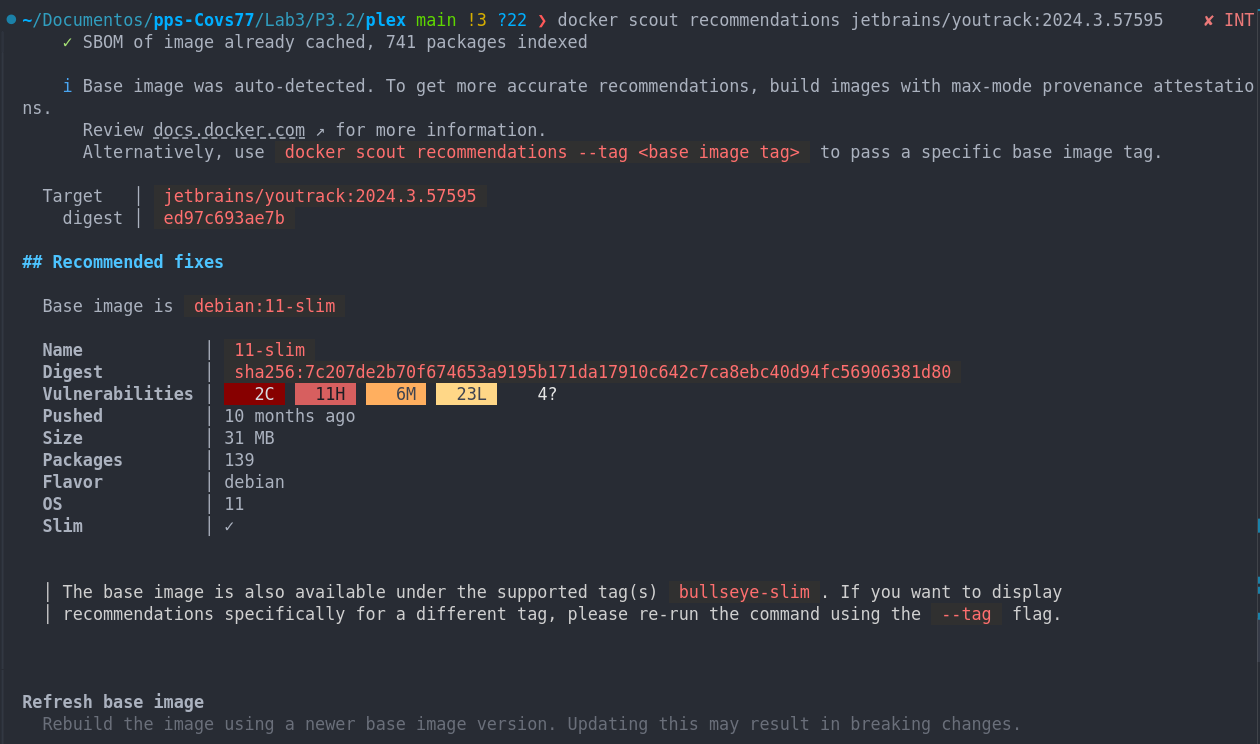 ~/Documentos/pps-Covs77/Lab3/P3.2/plex main !3 ?22 ❯ docker scout recommendations jetbrains/youtrack:2024.3.57595 ✘ INT
✓ SBOM of image already cached, 741 packages indexed
i Base image was auto-detected. To get more accurate recommendations, build images with max-mode provenance attestatio
ns.
Review docs.docker.com ↗ for more information.
Alternatively, use docker scout recommendations --tag <base image tag> to pass a specific base image tag.
Target │ jetbrains/youtrack:2024.3.57595
digest │ ed97c693ae7b
## Recommended fixes
Base image is debian:11-slim
Name │ 11-slim
Digest │ sha256:7c207de2b70f674653a9195b171da17910c642c7ca8ebc40d94fc56906381d80
Vulnerabilities │ 2C 11H 6M 23L 4?
Pushed │ 10 months ago
Size │ 31 MB
Packages │ 139
Flavor │ debian
OS │ 11
Slim │ ✓
│ The base image is also available under the supported tag(s) bullseye-slim . If you want to display
│ recommendations specifically for a different tag, please re-run the command using the --tag flag.
Refresh base image
Rebuild the image using a newer base image version. Updating this may result in breaking changes.